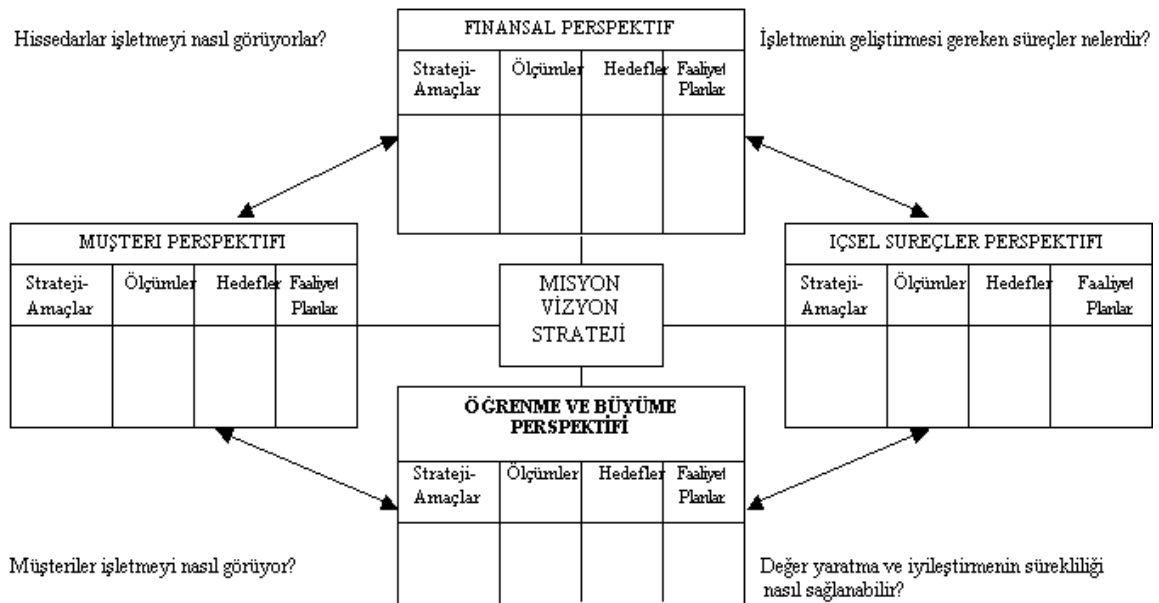 Hissedarlar işletmeyi nasıl görüyorlar?
FINANSAL PERSPEKTIF
İşletmenin geliştirmesi gereken süreçler nelerdir?
Strateji-
Amaçlar
Ölçümler
Hedefler
Faaliyet
Planlar
MUŞTERI PERSPEKTIFI
Strateji-
Amaçlar
Ölçümler
Hedefler
Faaliyet
Planlar
MISYON
VİZYON
STRATEJİ
IÇSEL SUREÇLER PERSPEKTIFI
Strateji-
Amaçlar
Ölçümler
Hedefler
Faaliyet
Planlar
ÖĞRENME VE BÜYÜME
PERSPEKTİFİ
Strateji-
Amaçlar
Ölçümler
Hedefler
Faaliyet
Planlar
Müşteriler işletmeyi nasıl görüyor?
Değer yaratma ve iyileştirmenin sürekliliği
nasıl sağlanabilir?